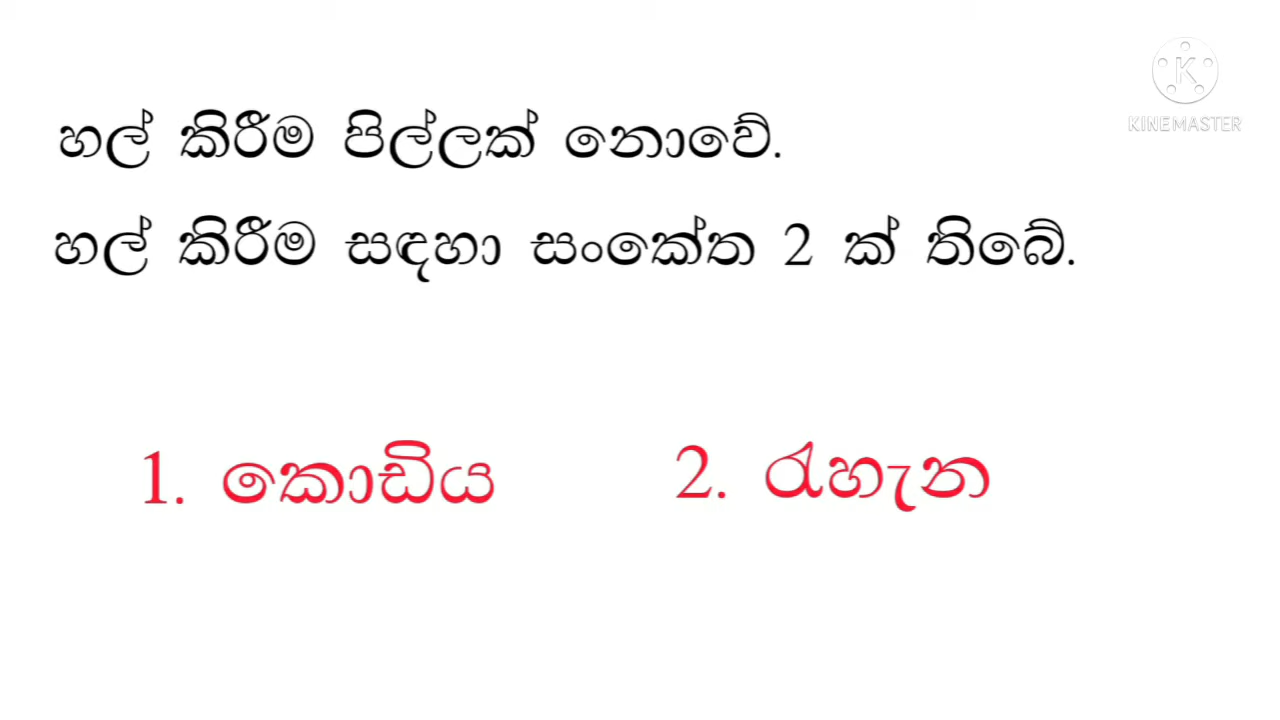 හල් කිරීම පිල්ලක් නොවේ.
හල් කිරීම සඳහා සංකේත 2 ක් තිබේ.
1. කොඩිය 2. රැහැන
K
KINEMASTER